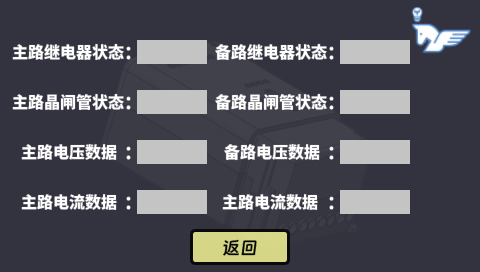 主路继电器状态： 备路继电器状态：
主路晶闸管状态： 备路晶闸管状态：
主路电压数据 ： 备路电压数据 ：
主路电流数据 ： 主路电流数据 ：
返回